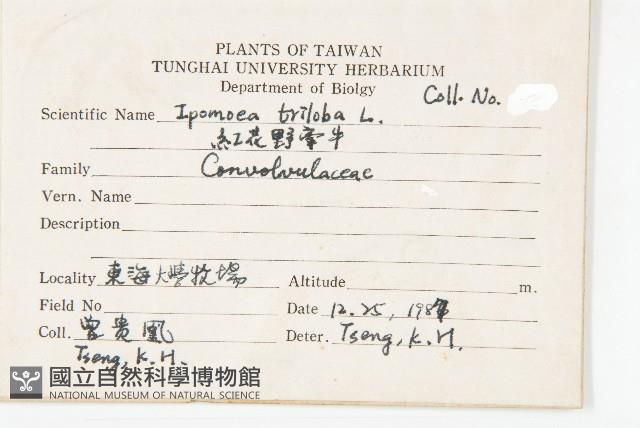 PLANTS OF TAIWAN
TUNGHAI UNIVERSITY HERBARIUM
Department of Biolgy
Coll. No.
Scientific Name Ipomoea triloba L.
紅花野牽牛
Family Convolvulaceae
Vern. Name
Description
Locality 東海大學牧場 Altitude m.
Field No Date 12.25, 198
Coll. 曾貴鳳 Deter. Tseng, K. H.
Tseng, K. H.
國立自然科學博物館
NATIONAL MUSEUM OF NATURAL SCIENCE